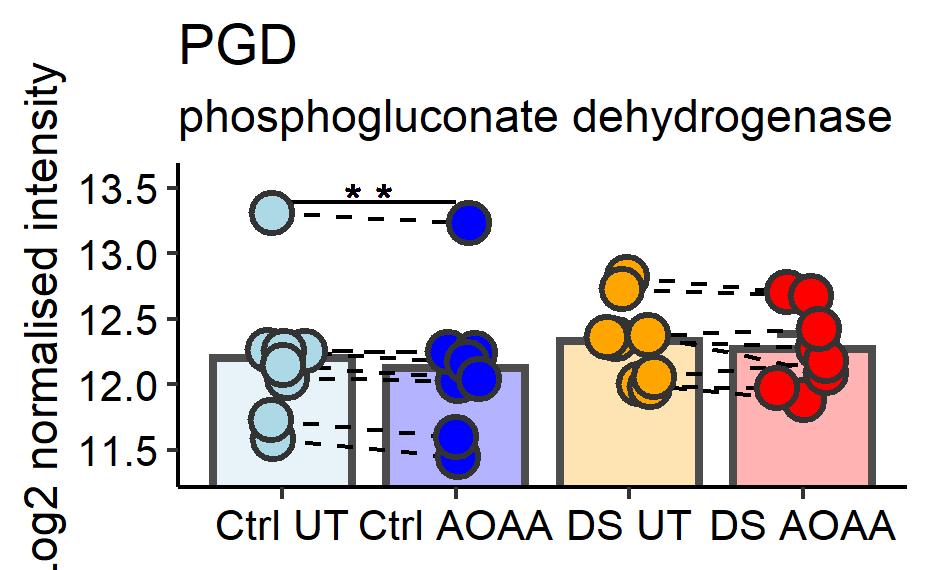 PGD
phosphogluconate dehydrogenase
Log2 normalised intensity
13.5
13.0
12.5
12.0
11.5
**
Ctrl UT Ctrl AOAA DS UT DS AOAA